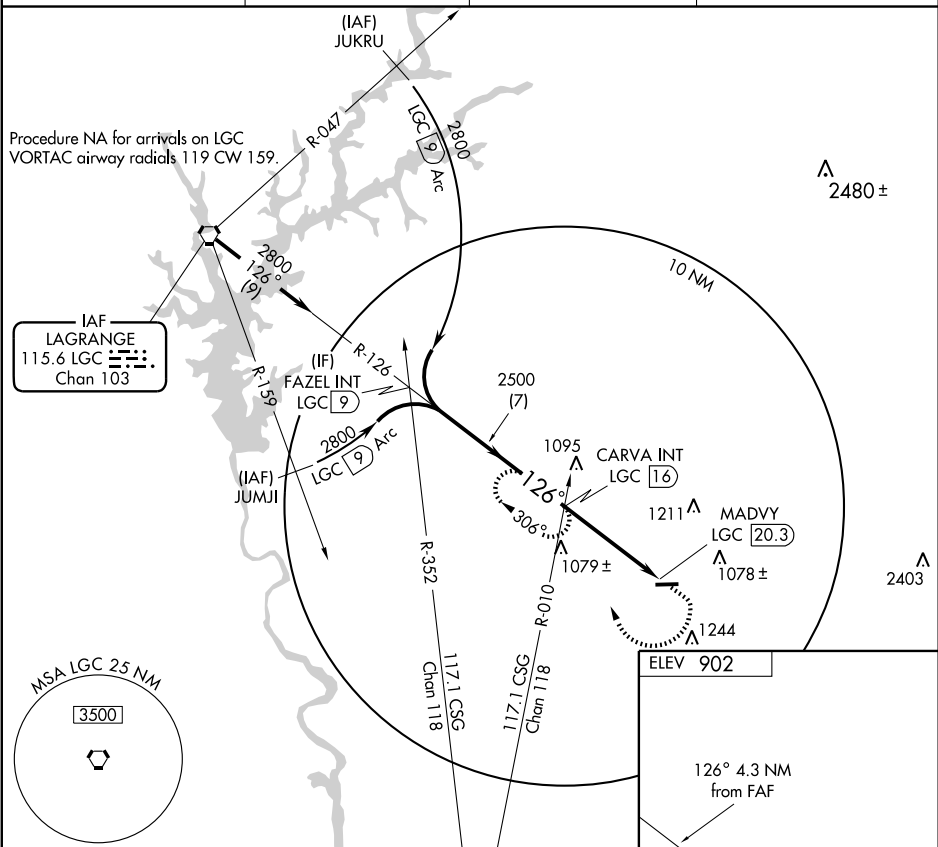 (IAF)
JUKRU
Procedure NA for arrivals on LGC
VORTAC airway radials 119 CW 159.
R-047
LGC 9 Arc
2800
2480 ±
10 NM
2800
126°
(9)
IAF
LAGRANGE
115.6 LGC
Chan 103
R-159
R-126
(IF)
FAZEL INT
LGC 9
2500
(7)
2800
LGC 9 Arc
(IAF)
JUMJI
1095
CARVA INT
LGC 16
126°
306°
1211
MADVY
LGC 20.3
1079 ±
1078 ±
2403
R-352
R-010
1244
117.1 CSG
Chan 118
117.1 CSG
Chan 118
MSA LGC 25 NM
3500
ELEV 902
126° 4.3 NM
from FAF